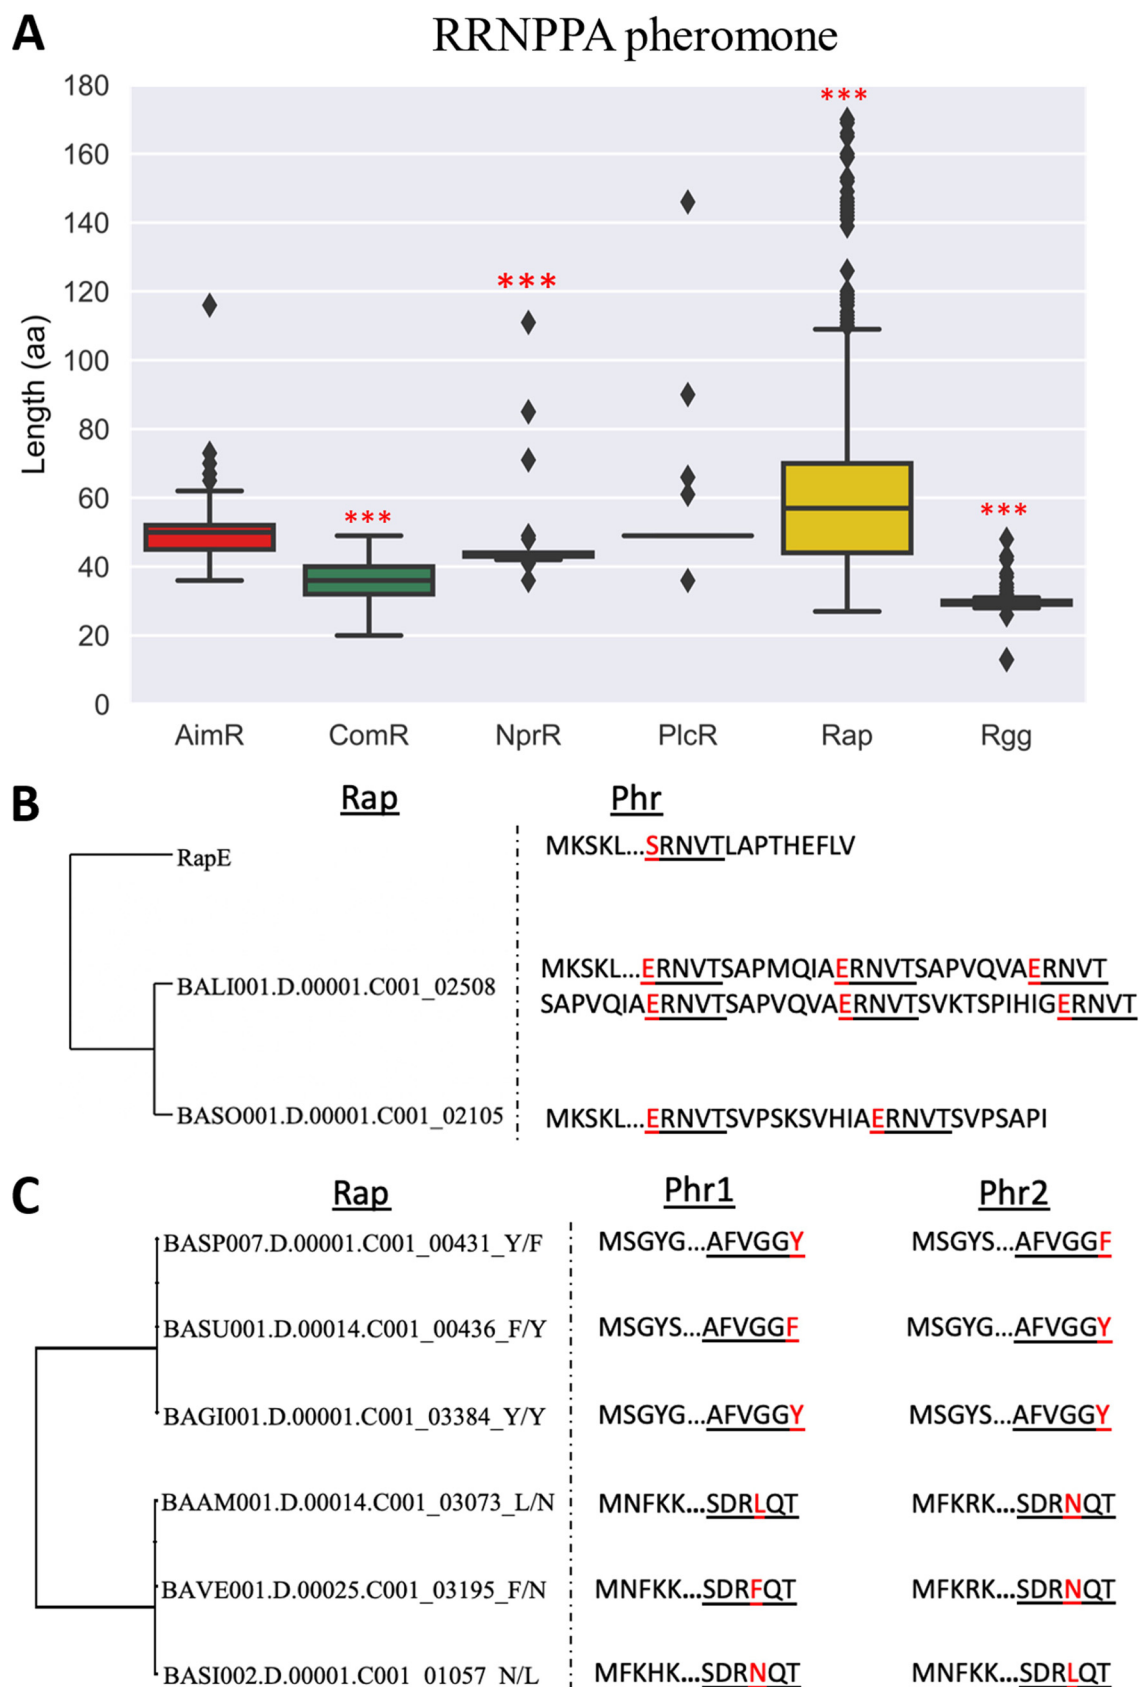 A
RRNPPA pheromone
Length (aa)
180
160
140
120
100
80
60
40
20
0
***
***
***
***
AimR ComR NprR PlcR Rap Rgg
B
Rap Phr
RapE MKSKL...SRNVTLAPTHEFLV
BALI001.D.00001.C001_02508 MKSKL...ERNVTSAPMQIAERNVTSAPVQVAERNVT
SAPVQIAERNVTSAPVQVAERNVTSVKTSPIHIGERNVT
BASO001.D.00001.C001_02105 MKSKL...ERNVTSVPSKSVHIAERNVTSVPSAPI
C
Rap Phr1 Phr2
BASP007.D.00001.C001_00431_Y/F MSGYG...AFVGGY MSGYS...AFVGGF
BASU001.D.00014.C001_00436_F/Y MSGYS...AFVGGF MSGYG...AFVGGY
BAGI001.D.00001.C001_03384_Y/Y MSGYG...AFVGGY MSGYS...AFVGGY
BAAM001.D.00014.C001_03073_L/N MNFKK...SDRLQT MFKRK...SDRNQT
BAVE001.D.00025.C001_03195_F/N MNFKK...SDRFQT MFKRK...SDRNQT
BASI002.D.00001.C001_01057_N/L MFKHK...SDRNQT MNFKK...SDRLQT